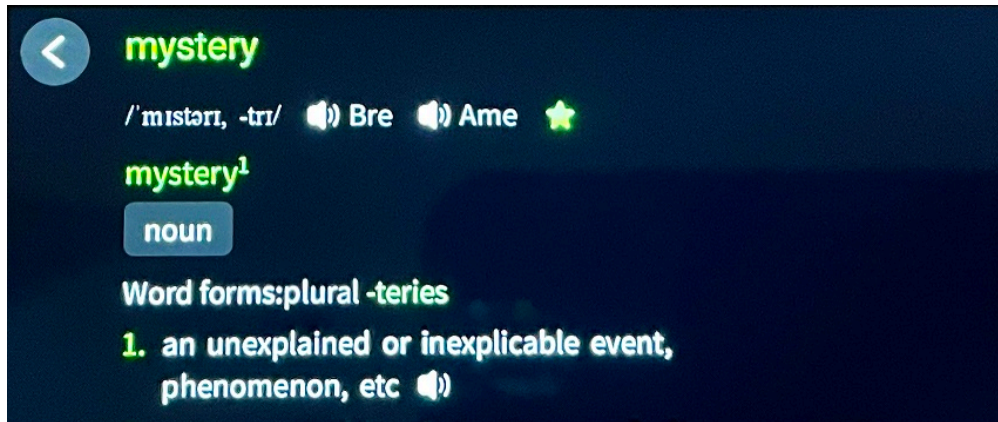 mystery
/ˈmɪstərɪ, -trɪ/ Bre Ame
mystery¹
noun
Word forms:plural -teries
1. an unexplained or inexplicable event,
phenomenon, etc